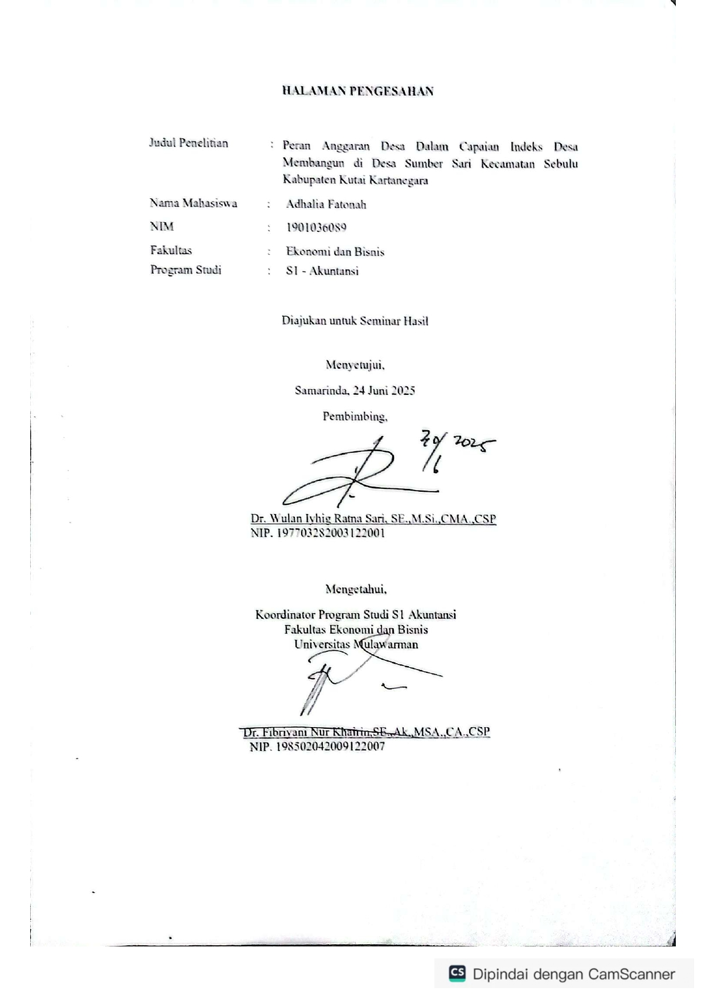 HALAMAN PENGESAHAN
Judul Penelitian : Peran Anggaran Desa Dalam Capaian Indeks Desa
Membangun di Desa Sumber Sari Kecamatan Sebulu
Kabupaten Kutai Kartanegara
Nama Mahasiswa : Adhalia Fatonah
NIM : 1901036089
Fakultas : Ekonomi dan Bisnis
Program Studi : S1 - Akuntansi
Diajukan untuk Seminar Hasil
Menyetujui,
Samarinda, 24 Juni 2025
Pembimbing,
30/6 2025
Dr. Wulan Iyhig Ratna Sari, SE.,M.Si.,CMA.,CSP
NIP. 197703282003122001
Mengetahui,
Koordinator Program Studi S1 Akuntansi
Fakultas Ekonomi dan Bisnis
Universitas Mulawarman
Dr. Fibriyani Nur Khairin,SE.,Ak.,MSA.,CA.,CSP
NIP. 198502042009122007
CS Dipindai dengan CamScanner